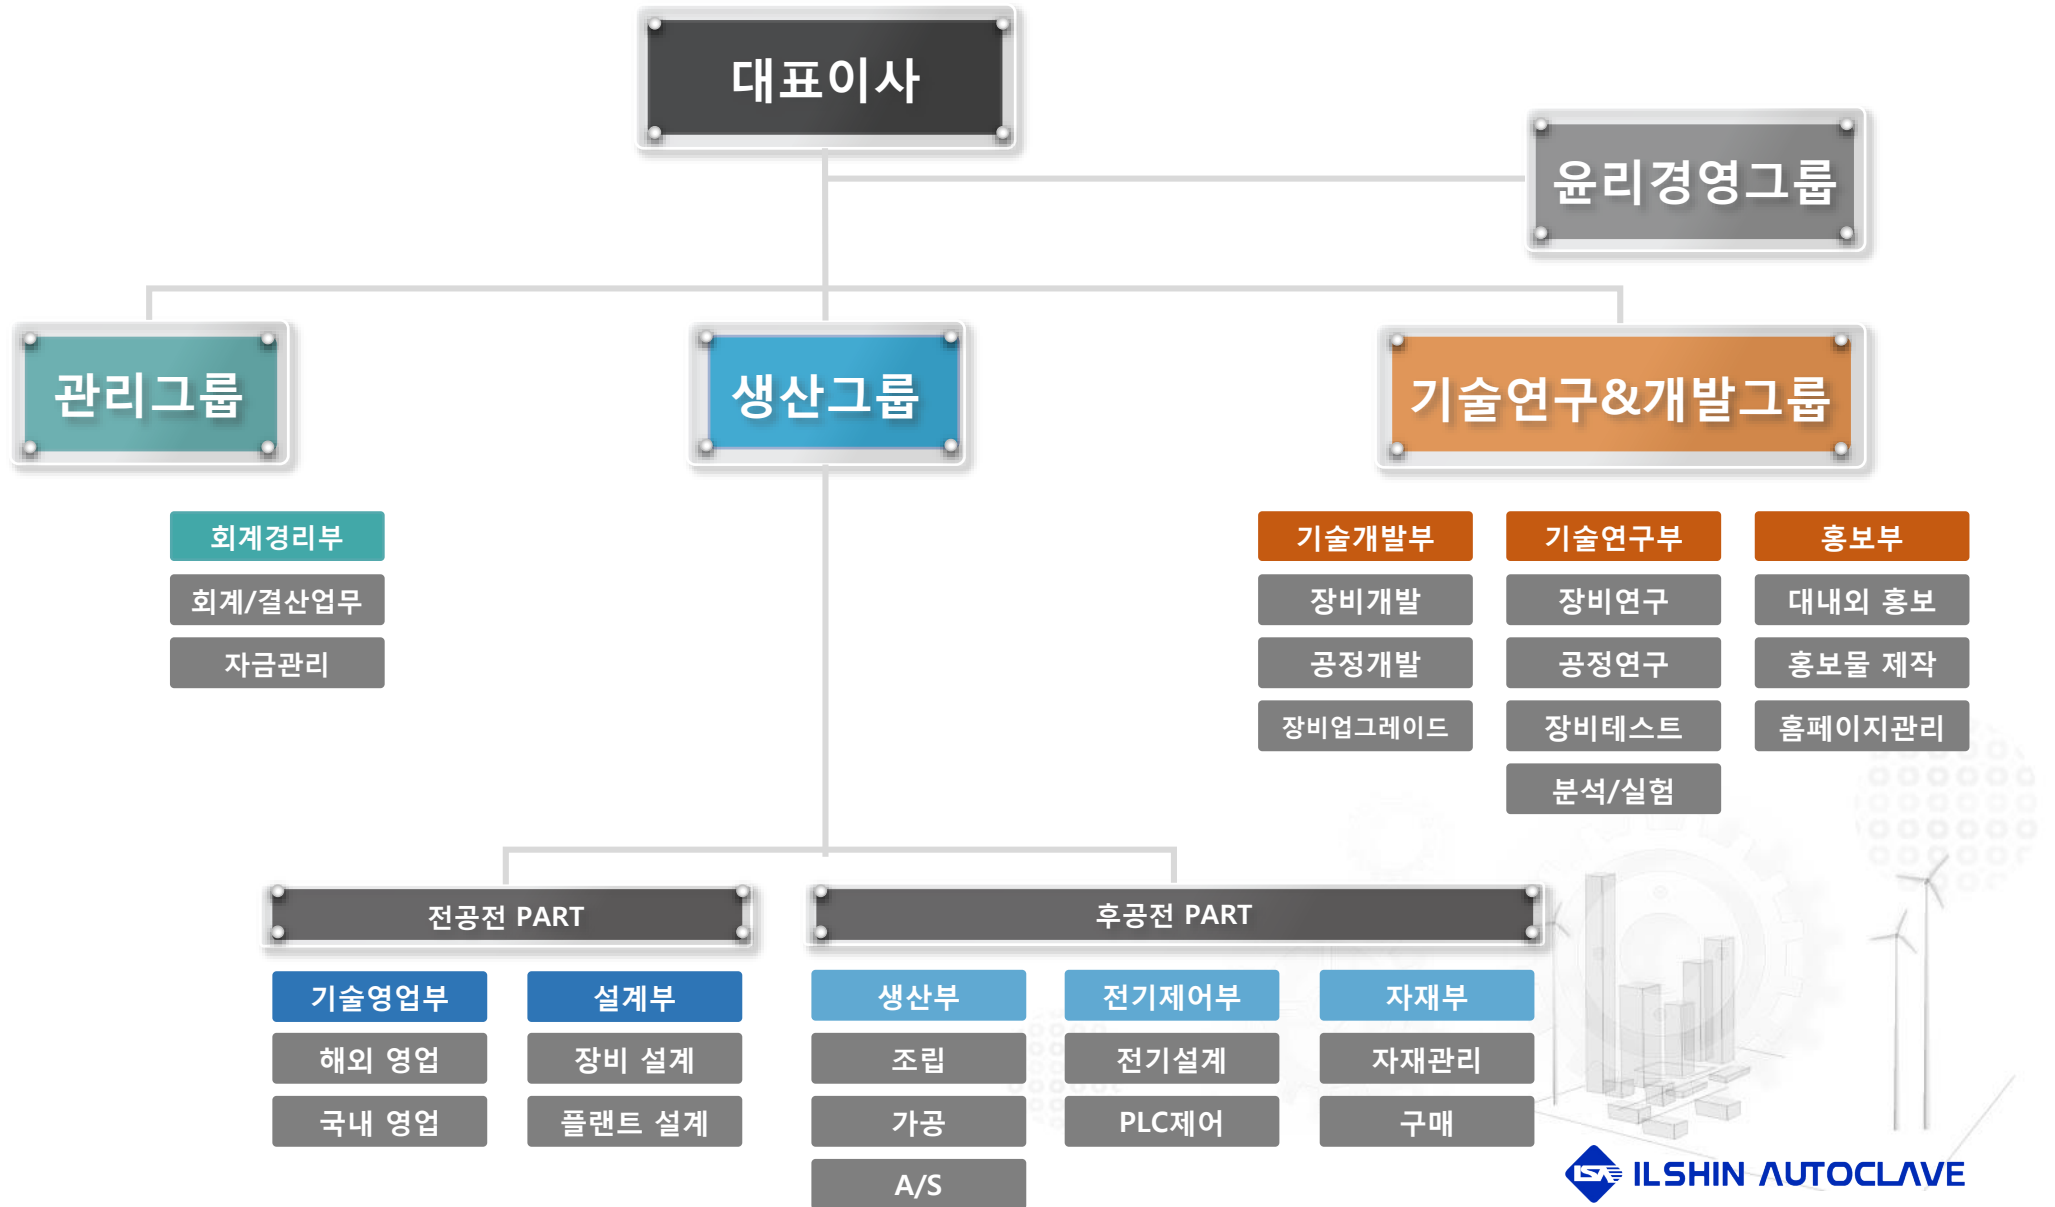 대표이사
윤리경영그룹
관리그룹
생산그룹
기술연구&개발그룹
회계경리부
회계/결산업무
자금관리
기술개발부
장비개발
공정개발
장비업그레이드
기술연구부
장비연구
공정연구
장비테스트
분석/실험
홍보부
대내외 홍보
홍보물 제작
홈페이지관리
전공전 PART
기술영업부
해외 영업
국내 영업
설계부
장비 설계
플랜트 설계
후공전 PART
생산부
조립
가공
A/S
전기제어부
전기설계
PLC제어
자재부
자재관리
구매
ISA ILSHIN AUTOCLAVE